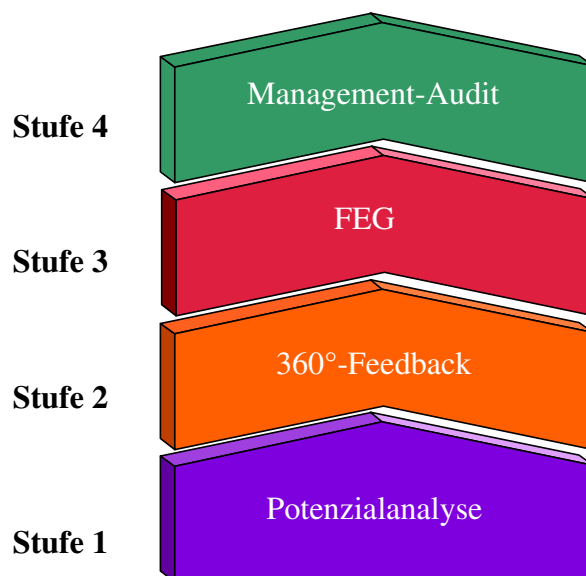 Management-Audit
Stufe 4
FEG
Stufe 3
360°-Feedback
Stufe 2
Potenzialanalyse
Stufe 1